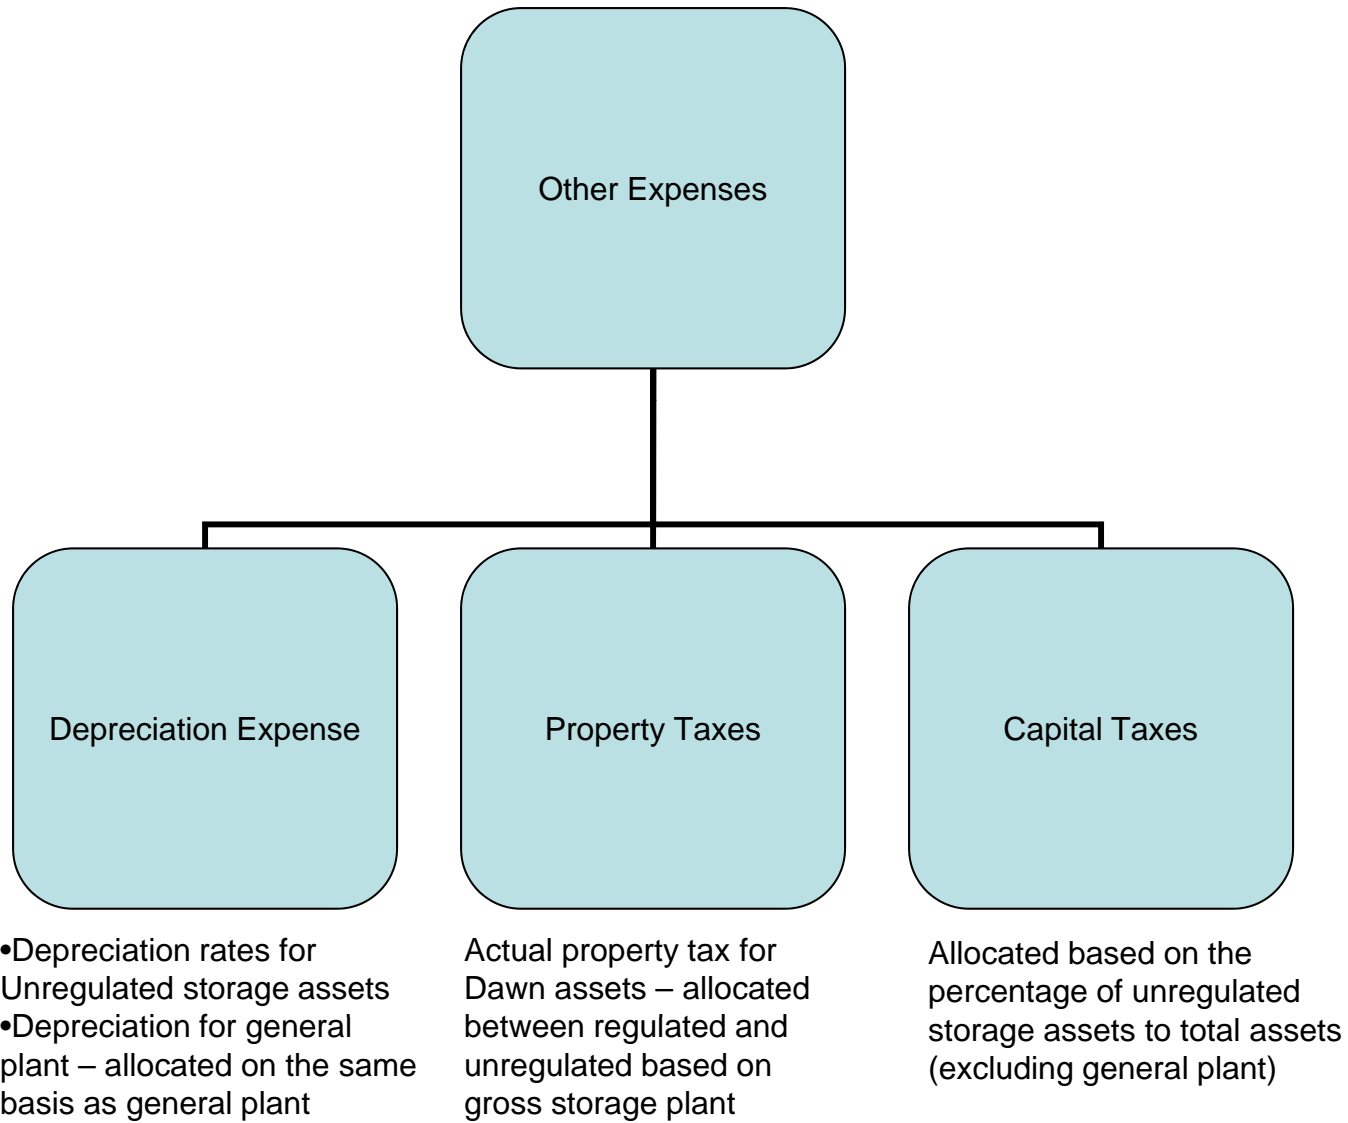 Other Expenses
Depreciation Expense
Property Taxes
Capital Taxes
•Depreciation rates for
Unregulated storage assets
•Depreciation for general
plant – allocated on the same
basis as general plant
Actual property tax for
Dawn assets – allocated
between regulated and
unregulated based on
gross storage plant
Allocated based on the
percentage of unregulated
storage assets to total assets
(excluding general plant)